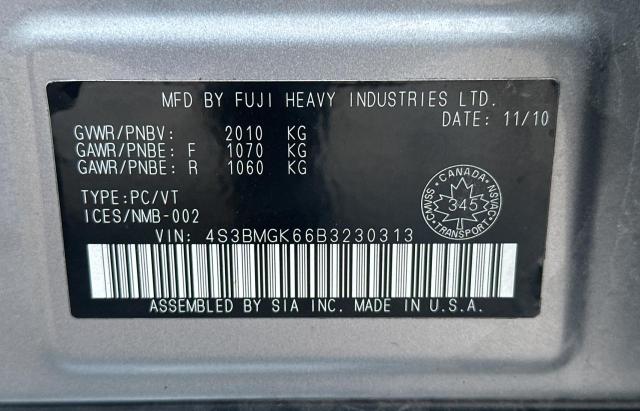 MFD BY FUJI HEAVY INDUSTRIES LTD.
DATE: 11/10
GVWR/PNBV: 2010 KG
GAWR/PNBE: F 1070 KG
GAWR/PNBE: R 1060 KG
TYPE:PC/VT
ICES/NMB-002
CANADA
CMVSS
NSVAC
345
TRANSPORT
VIN: 4S3BMGK66B3230313
ASSEMBLED BY SIA INC. MADE IN U.S.A.